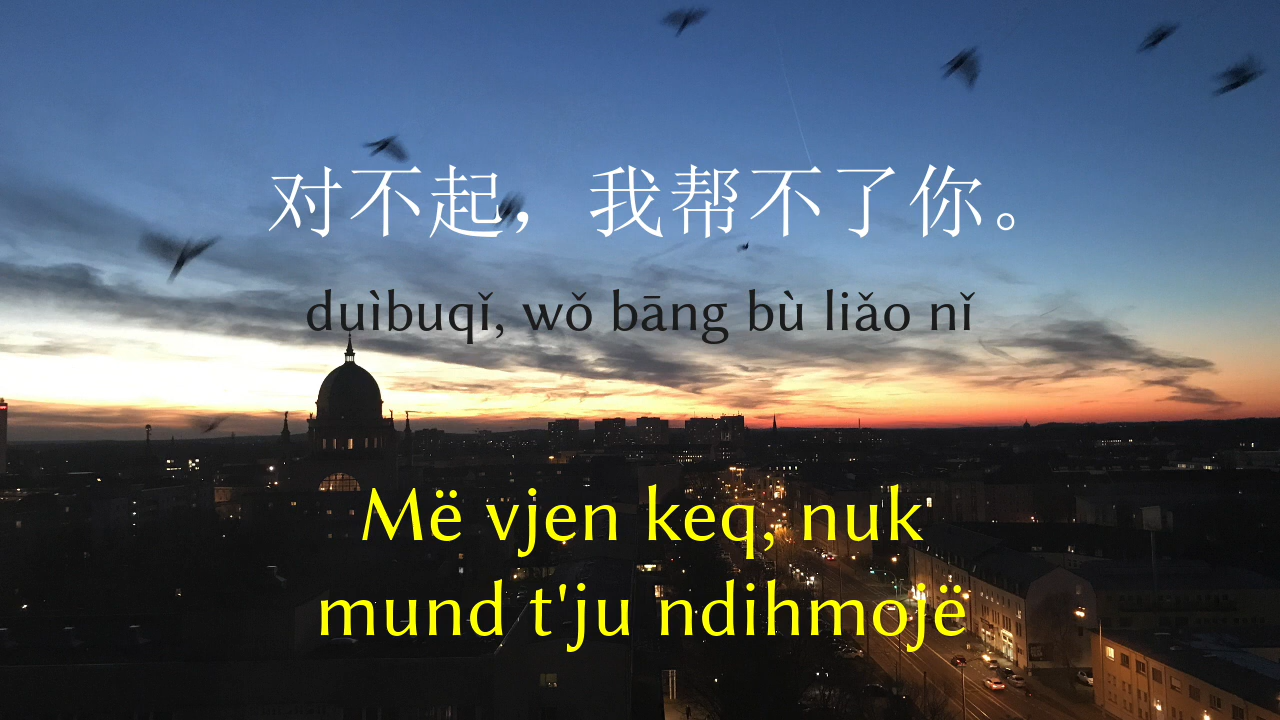 对不起，我帮不了你。
duìbuqǐ, wǒ bāng bù liǎo nǐ
Më vjen keq, nuk
mund t'ju ndihmojë